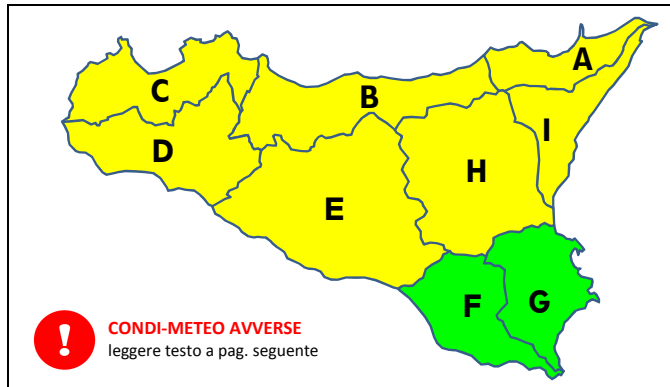 A
C
B
I
D
H
E
F
G
!
CONDI-METEO AVVERSE
leggere testo a pag. seguente